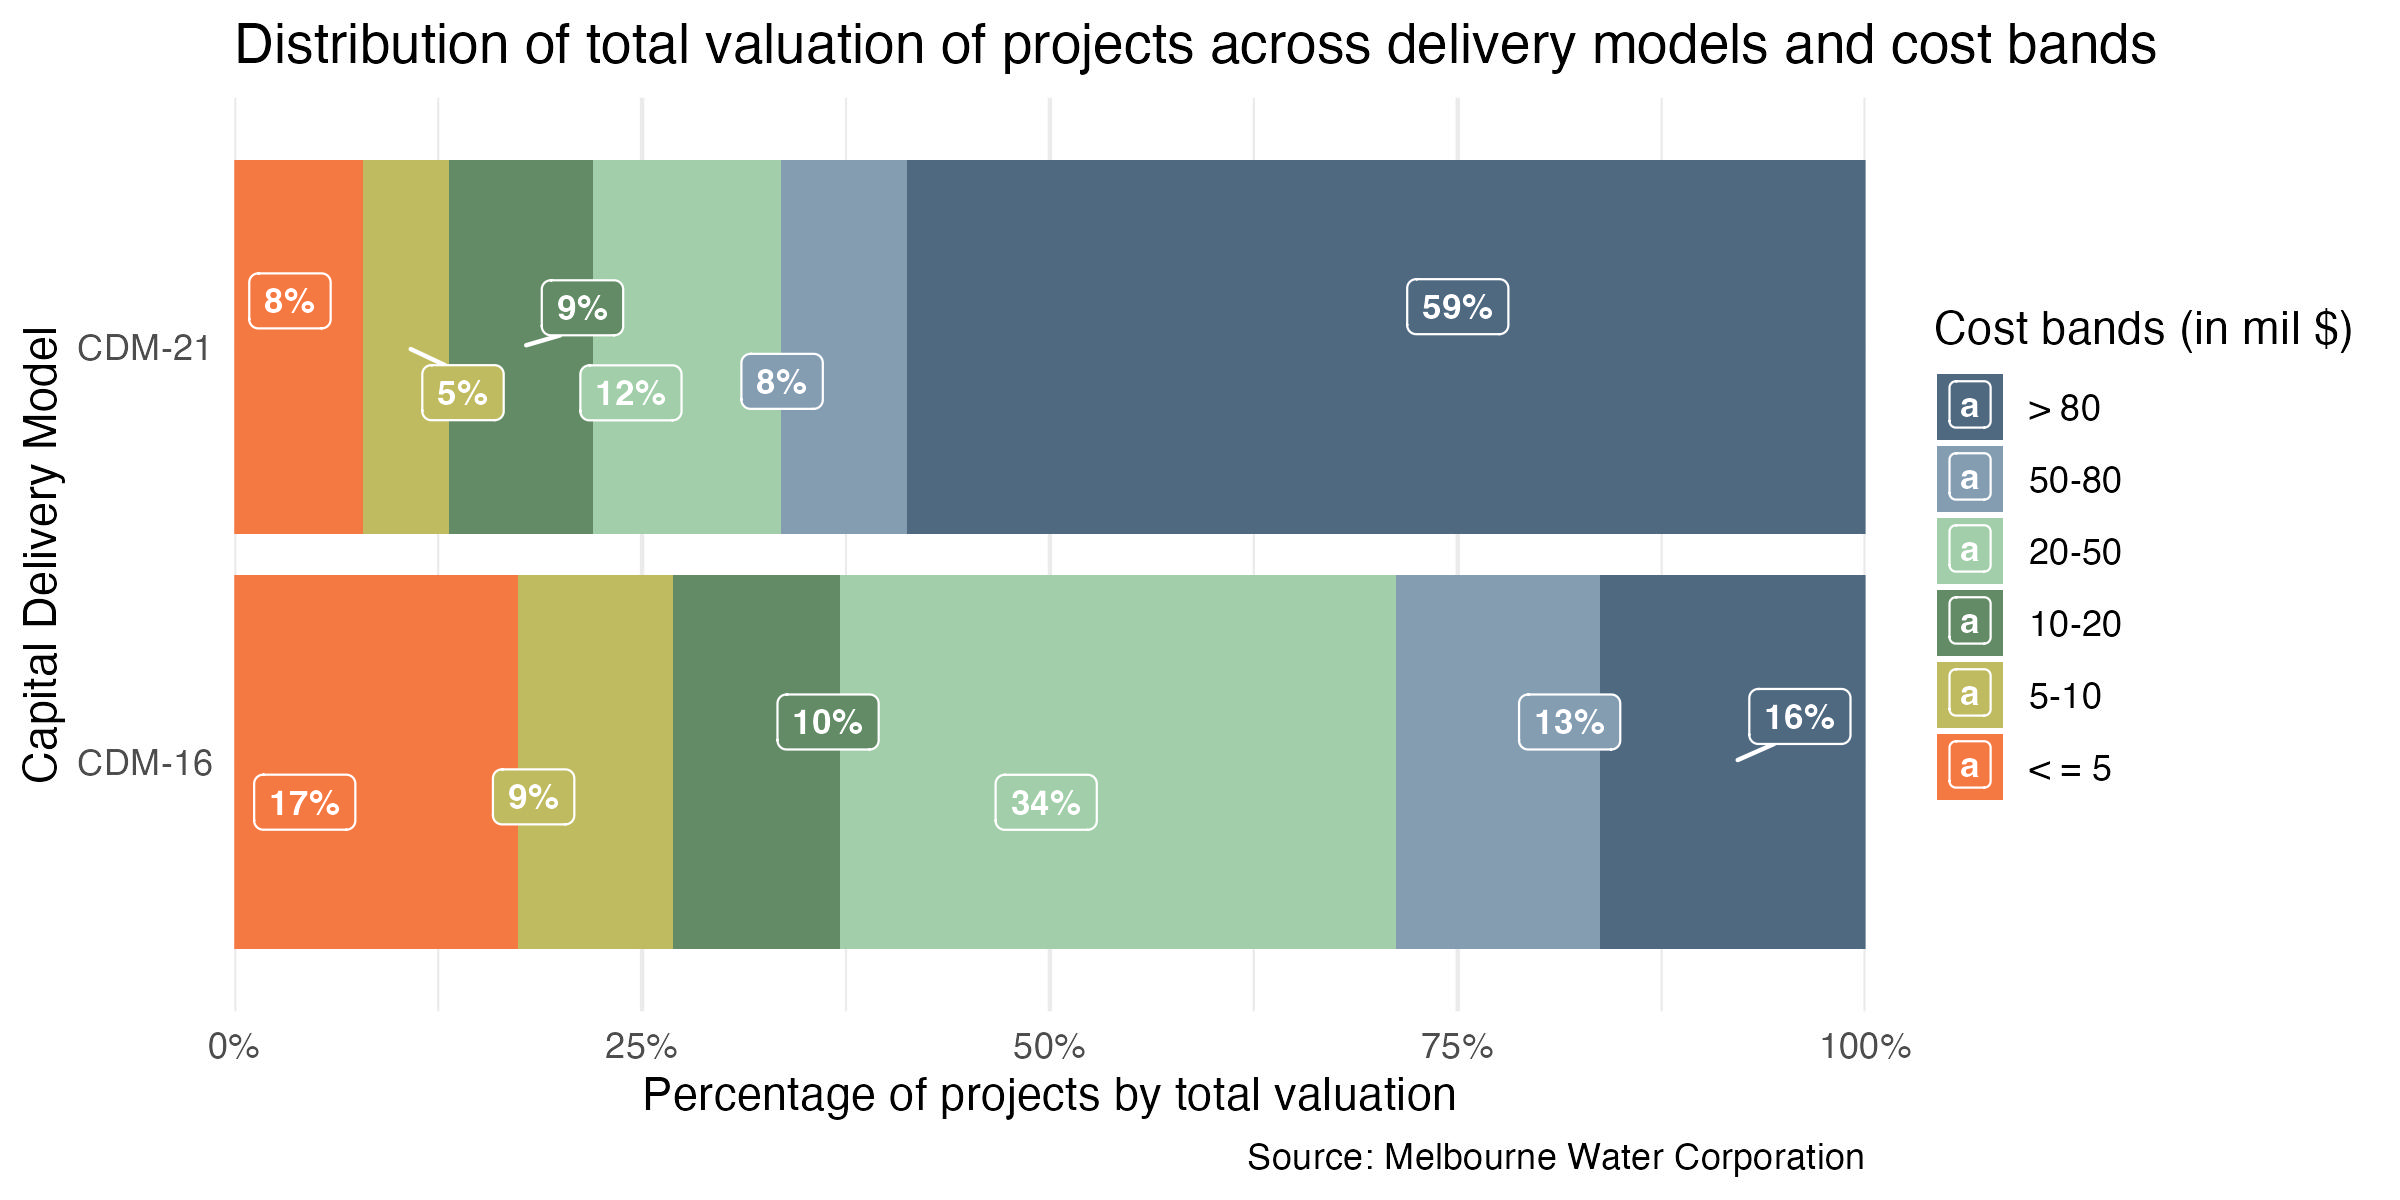 Distribution of total valuation of projects across delivery models and cost bands
Capital Delivery Model
CDM-21
8%
5%
9%
12%
8%
59%
CDM-16
17%
9%
10%
34%
13%
16%
0% 25% 50% 75% 100%
Percentage of projects by total valuation
Source: Melbourne Water Corporation
Cost bands (in mil $)
a > 80
a 50-80
a 20-50
a 10-20
a 5-10
a < = 5